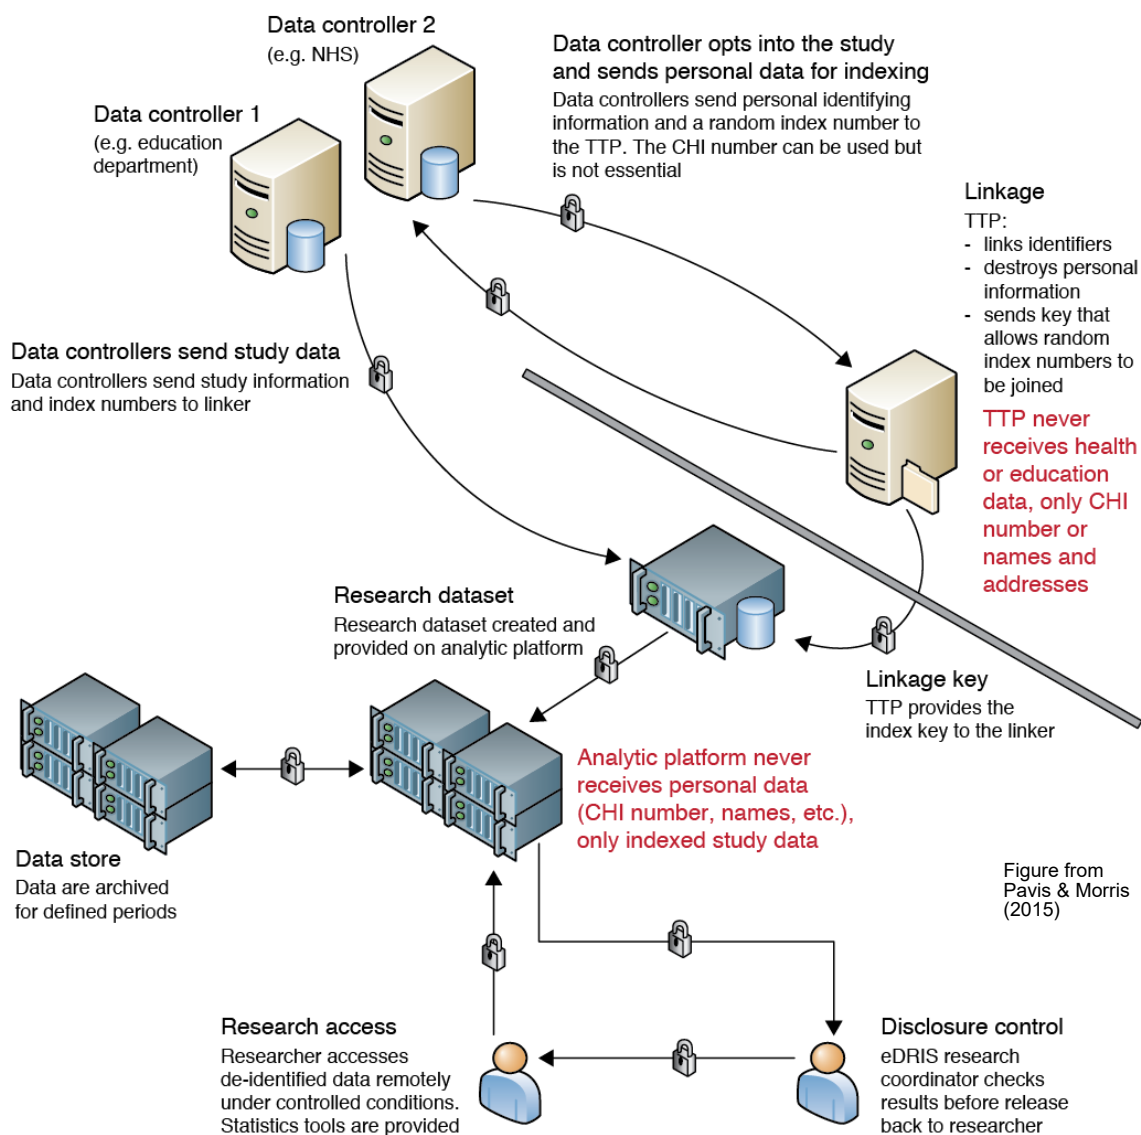 Data controller 2
(e.g. NHS)
Data controller 1
(e.g. education
department)
Data controller opts into the study
and sends personal data for indexing
Data controllers send personal identifying
information and a random index number to
the TTP. The CHI number can be used but
is not essential
Linkage
TTP:
- links identifiers
- destroys personal
information
- sends key that
allows random
index numbers to
be joined
TTP never
receives health
or education
data, only CHI
number or
names and
addresses
Data controllers send study data
Data controllers send study information
and index numbers to linker
Research dataset
Research dataset created and
provided on analytic platform
Linkage key
TTP provides the
index key to the linker
Analytic platform never
receives personal data
(CHI number, names, etc.),
only indexed study data
Data store
Data are archived
for defined periods
Figure from
Pavis & Morris
(2015)
Research access
Researcher accesses
de-identified data remotely
under controlled conditions.
Statistics tools are provided
Disclosure control
eDRIS research
coordinator checks
results before release
back to researcher